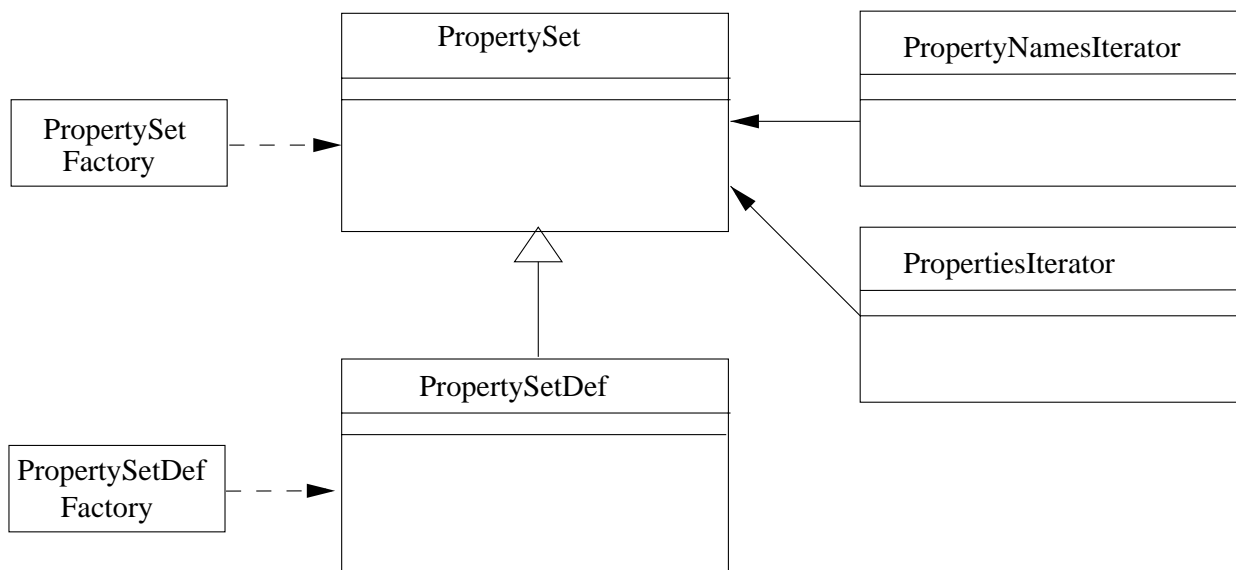 PropertySet
PropertyNamesIterator
PropertySet
Factory
PropertiesIterator
PropertySetDef
PropertySetDef
Factory